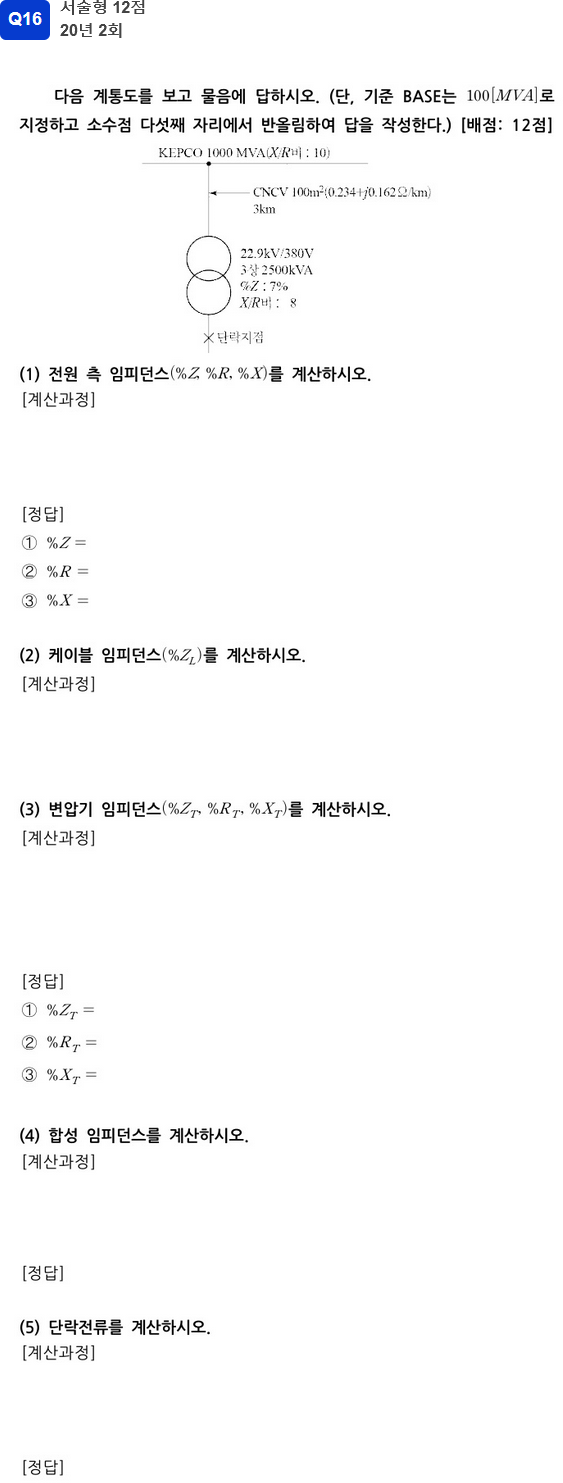 Q16
서술형 12점
20년 2회
다음 계통도를 보고 물음에 답하시오. (단, 기준 BASE는 100[MVA]로
지정하고 소수점 다섯째 자리에서 반올림하여 답을 작성한다.) [배점: 12점]
KEPCO 1000 MVA(X/R비 : 10)
CNCV 100m²(0.234+j0.162Ω/km)
3km
22.9kV/380V
3상 2500kVA
%Z : 7%
X/R비 : 8
단락지점
(1) 전원 측 임피던스(%Z, %R, %X)를 계산하시오.
[계산과정]
[정답]
① %Z =
② %R =
③ %X =
(2) 케이블 임피던스(%Z_L)를 계산하시오.
[계산과정]
(3) 변압기 임피던스(%Z_T, %R_T, %X_T)를 계산하시오.
[계산과정]
[정답]
① %Z_T =
② %R_T =
③ %X_T =
(4) 합성 임피던스를 계산하시오.
[계산과정]
[정답]
(5) 단락전류를 계산하시오.
[계산과정]
[정답]